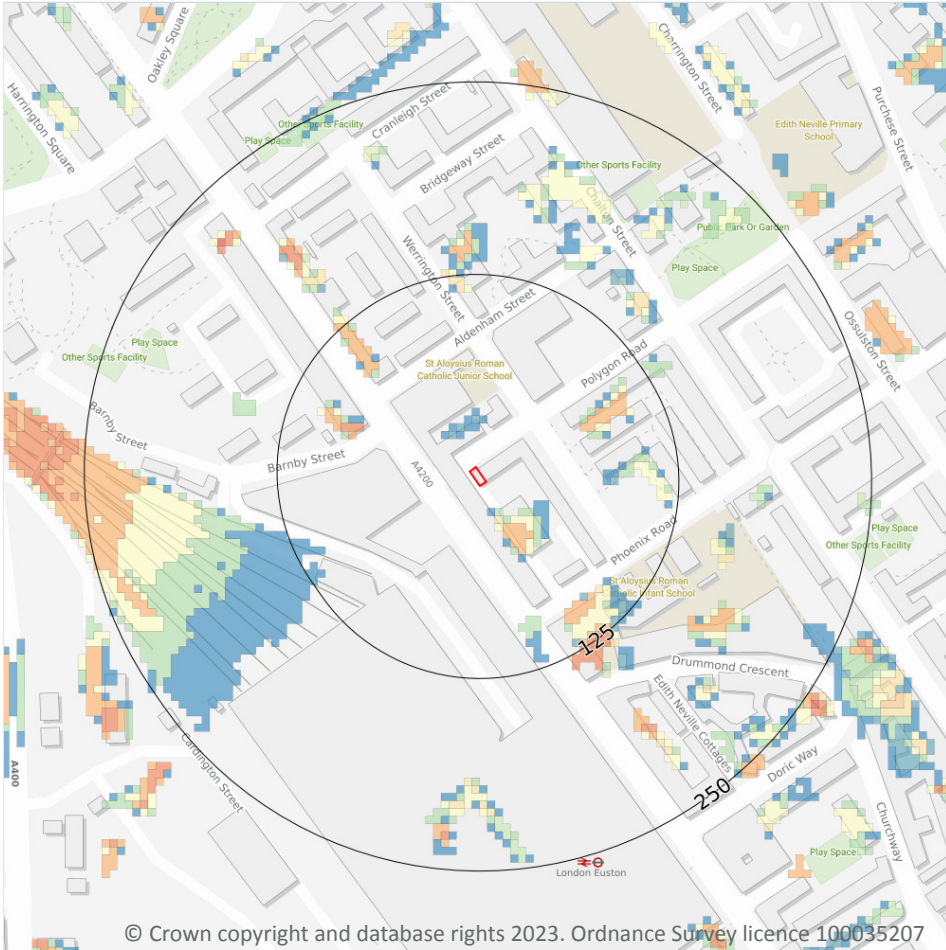 Oakley Square
Harrington Square
Charrington Street
Purchese Street
Cranleigh Street
Other Sports Facility
Play Space
Bridgeway Street
Edith Neville Primary
School
Other Sports Facility
Chalton Street
Public Park Or Garden
Werrington Street
Play Space
Aldenham Street
Ossulston Street
Play Space
Other Sports Facility
St Aloysius Roman
Catholic Junior School
Polygon Road
Barnby Street
Barnby Street
A4200
Phoenix Road
Play Space
Other Sports Facility
St Aloysius Roman
Catholic Infant School
125
Drummond Crescent
Edith Neville Cottages
A400
Cardington Street
Doric Way
250
Churchway
Play Space
London Euston
© Crown copyright and database rights 2023. Ordnance Survey licence 100035207